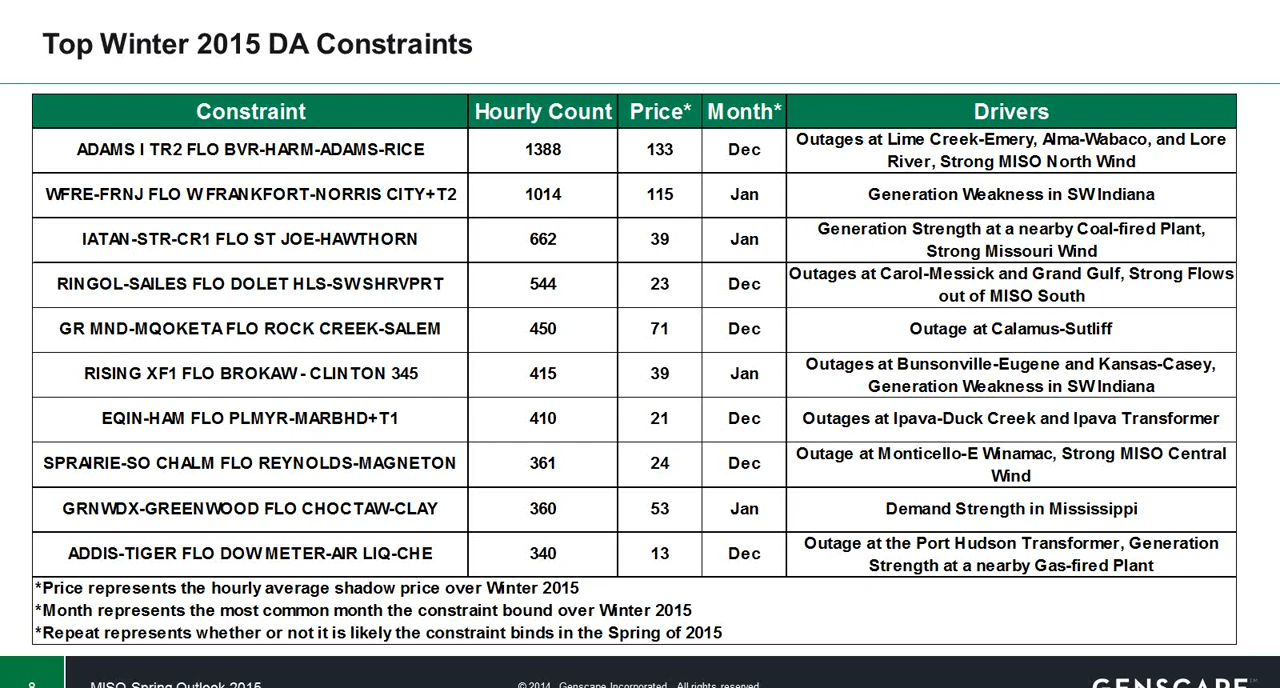 Top Winter 2015 DA Constraints
Constraint Hourly Count Price* Month* Drivers
ADAMS I TR2 FLO BVR-HARM-ADAMS-RICE 1388 133 Dec Outages at Lime Creek-Emery, Alma-Wabaco, and Lore
River, Strong MISO North Wind
WFRE-FRNJ FLO W FRANKFORT-NORRIS CITY+T2 1014 115 Jan Generation Weakness in SW Indiana
IATAN-STR-CR1 FLO ST JOE-HAWTHORN 662 39 Jan Generation Strength at a nearby Coal-fired Plant,
Strong Missouri Wind
RINGOL-SAILES FLO DOLET HLS-SWSHRVPRT 544 23 Dec Outages at Carol-Messick and Grand Gulf, Strong Flows
out of MISO South
GR MND-MQOKETA FLO ROCK CREEK-SALEM 450 71 Dec Outage at Calamus-Sutliff
RISING XF1 FLO BROKAW - CLINTON 345 415 39 Jan Outages at Bunsonville-Eugene and Kansas-Casey,
Generation Weakness in SW Indiana
EQIN-HAM FLO PLMYR-MARBHD+T1 410 21 Dec Outages at Ipava-Duck Creek and Ipava Transformer
SPRAIRIE-SO CHALM FLO REYNOLDS-MAGNETON 361 24 Dec Outage at Monticello-E Winamac, Strong MISO Central
Wind
GRNWDX-GREENWOOD FLO CHOCTAW-CLAY 360 53 Jan Demand Strength in Mississippi
ADDIS-TIGER FLO DOW METER-AIR LIQ-CHE 340 13 Dec Outage at the Port Hudson Transformer, Generation
Strength at a nearby Gas-fired Plant
*Price represents the hourly average shadow price over Winter 2015
*Month represents the most common month the constraint bound over Winter 2015
*Repeat represents whether or not it is likely the constraint binds in the Spring of 2015
8 MISO Spring Outlook 2015 © 2014. Genscape Incorporated. All rights reserved GENSCAPE™